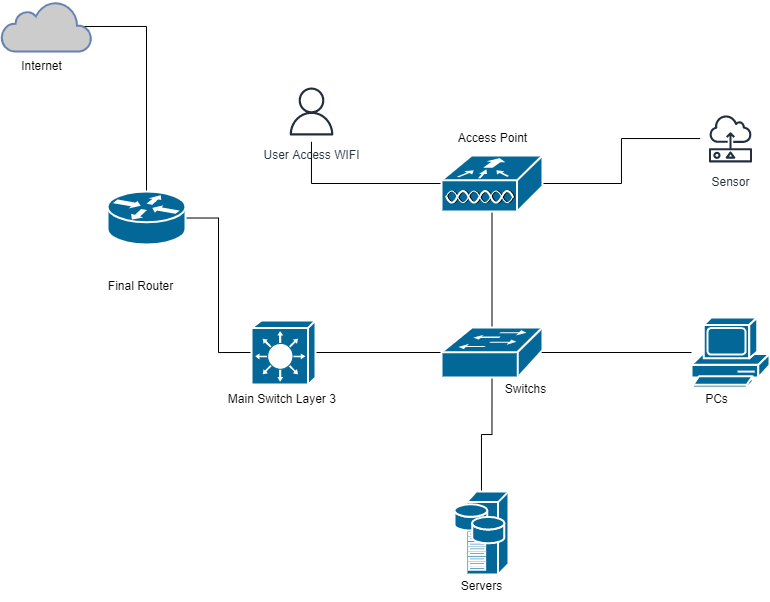 Internet
Access Point
User Access WIFI
Sensor
Final Router
Switchs
Main Switch Layer 3
PCs
Servers